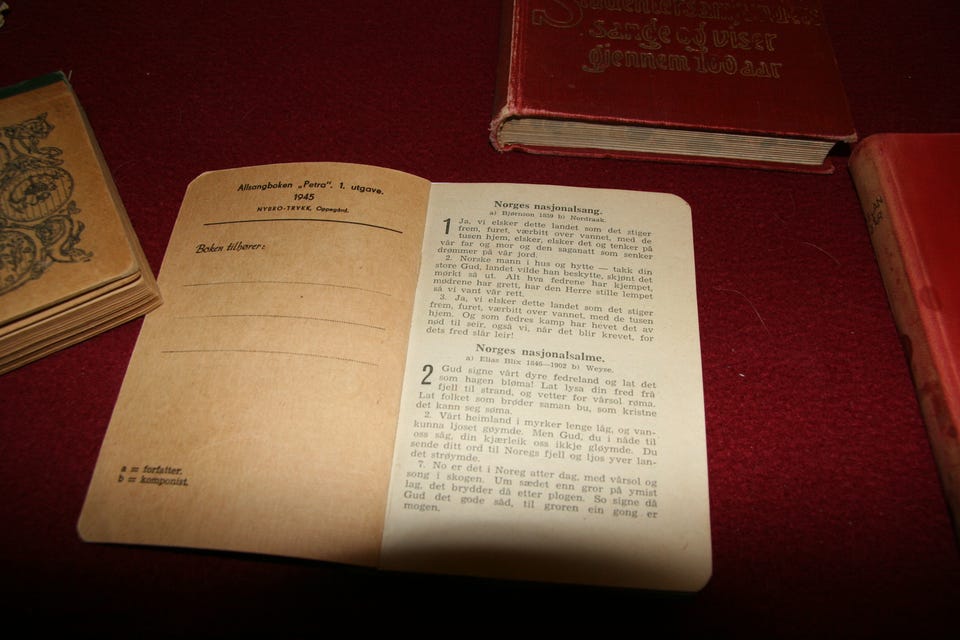 Studentersamfundets
sange og viser
gjennem 100 aar
Allsangboken „Petra“. 1. utgave.
1945
NYBRO-TRYKK, Oppegård.
Boken tilhører:
a = forfatter.
b = komponist.
Norges nasjonalsang.
a) Bjørnson 1859 b) Nordraak.
1 Ja, vi elsker dette landet som det stiger
frem, furet, værbitt over vannet, med de
tusen hjem, elsker, elsker det og tenker på
vår far og mor og den saganatt som senker
drømmer på vår jord.
2. Norske mann i hus og hytte — takk din
store Gud, landet vilde han beskytte, skjønt det
mørkt så ut. Alt hva fedrene har kjempet,
mødrene har grett, har den Herre stille lempet
så vi vant vår rett.
3. Ja, vi elsker dette landet som det stiger
frem, furet, værbitt over vannet, med de tusen
hjem. Og som fedres kamp har hevet det av
nød til seir, også vi, når det blir krevet, for
dets fred slår leir!
Norges nasjonalsalme.
a) Elias Blix 1846—1902 b) Weyse.
2 Gud signe vårt dyre fedreland og lat det
som hagen bløma! Lat lysa din fred frå
fjell til strand, og vetter for vårsol røma.
Lat folket som brøder saman bu, som kristne
det kann seg søma.
2. Vårt heimland i myrker lenge låg, og van-
kunna ljoset gøymde. Men Gud, du i nåde til
oss såg, din kjærleik oss ikkje gløymde. Du
sende ditt ord til Noregs fjell og ljos yver lan-
det strøymde.
7. No er det i Noreg atter dag, med vårsol og
song i skogen. Um sædet enn gror på ymist
lag, det brydder då etter plogen. So signe då
Gud det gode såd, til groren ein gong er
mogen.